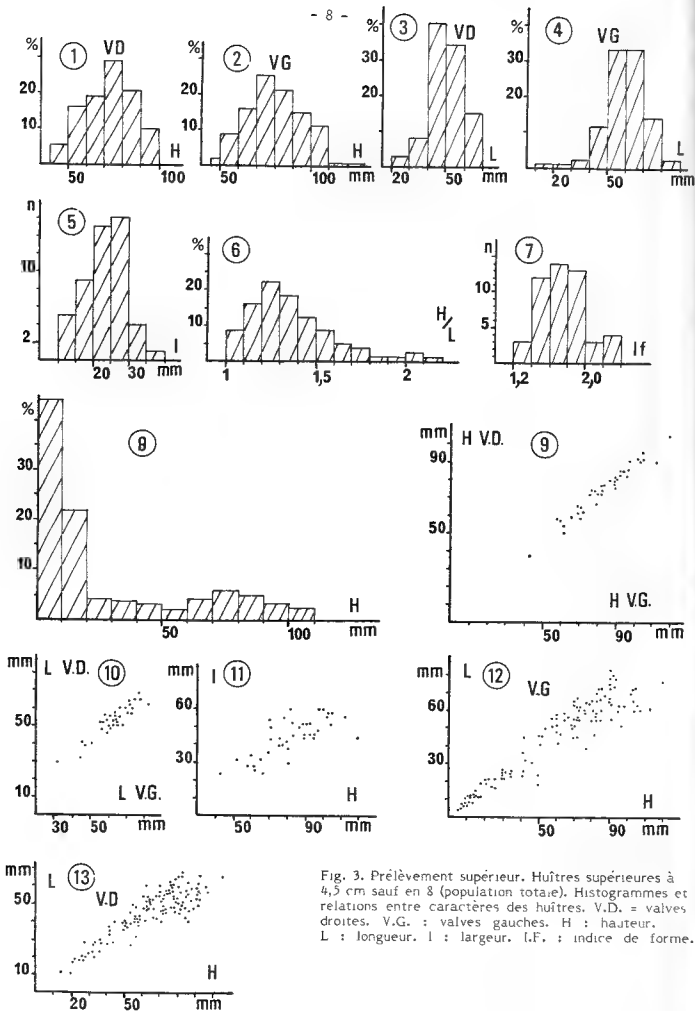 - 8 -
% 1 VD 20 10 50 100 H
% 2 VG 20 10 50 100 H mm
3 VD % 30 20 10 20 50 L mm
4 VG % 30 20 20 50 L mm
n 5 10 2 20 30 mm l
% 6 20 10 1 1,5 2 H/L
n 7 10 5 1,2 2,0 If
% 8 30 20 10 50 100 H mm
mm H V.D. 9 90 50 50 90 H V.G. mm
mm L V.D. 10 50 30 10 30 50 L V.G. mm
mm l 11 60 30 50 90 H mm
mm L 12 V.G 60 30 50 90 H mm
mm L 13 V.D 50 30 10 20 50 H mm
Fig. 3. Prélèvement supérieur. Huîtres supérieures à
4,5 cm sauf en 8 (population totale). Histogrammes et
relations entre caractères des huîtres. V.D. = valves
droites. V.G. : valves gauches. H : hauteur.
L : longueur. l : largeur. I.F. : indice de forme.